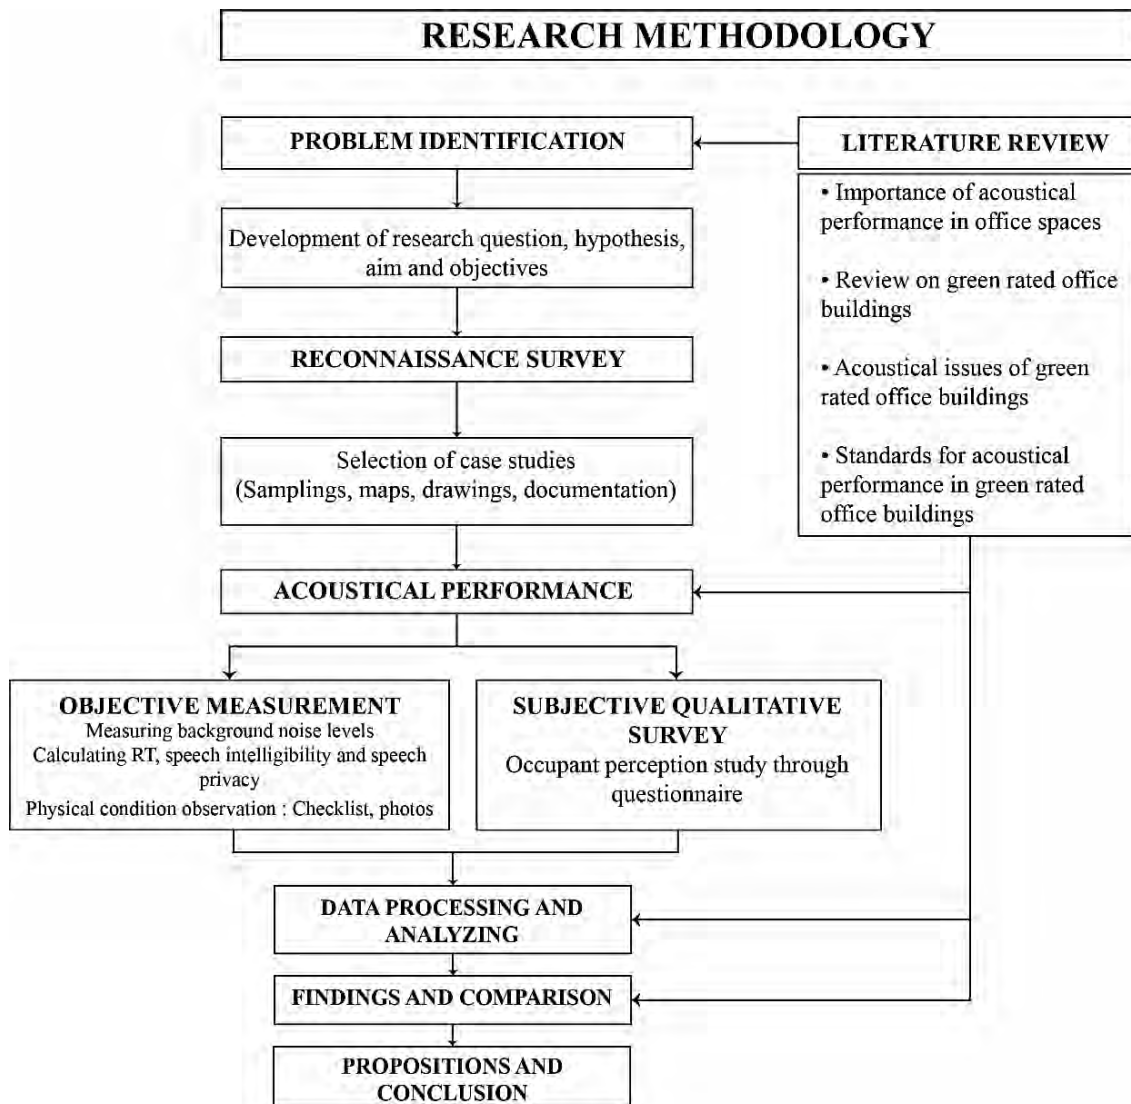 RESEARCH METHODOLOGY
PROBLEM IDENTIFICATION
LITERATURE REVIEW
• Importance of acoustical
performance in office spaces
• Review on green rated office
buildings
• Acoustical issues of green
rated office buildings
• Standards for acoustical
performance in green rated
office buildings
Development of research question, hypothesis,
aim and objectives
RECONNAISSANCE SURVEY
Selection of case studies
(Samplings, maps, drawings, documentation)
ACOUSTICAL PERFORMANCE
OBJECTIVE MEASUREMENT
Measuring background noise levels
Calculating RT, speech intelligibility and speech
privacy
Physical condition observation : Checklist, photos
SUBJECTIVE QUALITATIVE
SURVEY
Occupant perception study through
questionnaire
DATA PROCESSING AND
ANALYZING
FINDINGS AND COMPARISON
PROPOSITIONS AND
CONCLUSION